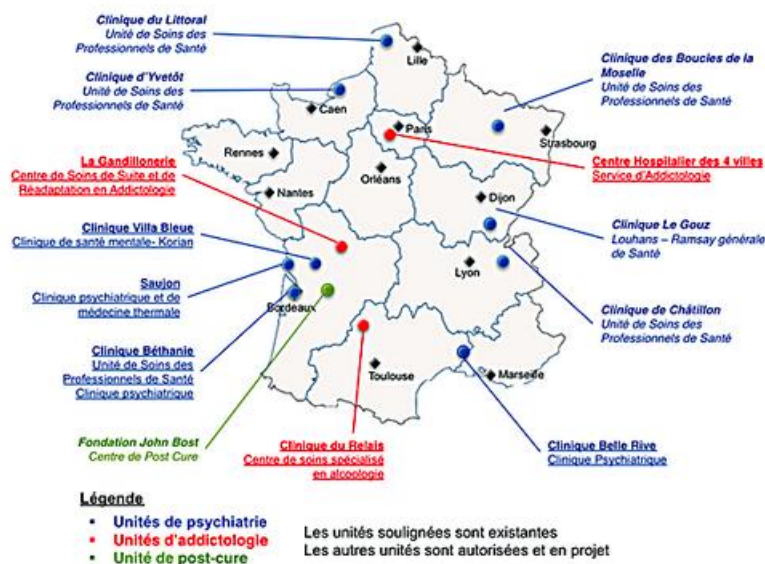 Clinique du Littoral
Unité de Soins des
Professionnels de Santé
Lille
Clinique des Boucles de la
Moselle
Unité de Soins des
Professionnels de Santé
Clinique d'Yvetôt
Unité de Soins des
Professionnels de Santé
Caen
Paris
Strasbourg
Rennes
La Gandillonerie
Centre de Soins de Suite et de
Réadaptation en Addictologie
Centre Hospitalier des 4 villes
Service d'Addictologie
Orléans
Nantes
Dijon
Clinique Villa Bleue
Clinique de santé mentale- Korian
Clinique Le Gouz
Louhans – Ramsay générale
de Santé
Saujon
Clinique psychiatrique et de
médecine thermale
Lyon
Bordeaux
Clinique de Châtillon
Unité de Soins des
Professionnels de Santé
Clinique Béthanie
Unité de Soins des
Professionnels de Santé
Clinique psychiatrique
Toulouse
Marseille
Fondation John Bost
Centre de Post Cure
Clinique du Relais
Centre de soins spécialisé
en alcoologie
Clinique Belle Rive
Clinique Psychiatrique
Légende
Unités de psychiatrie
Unités d'addictologie
Unité de post-cure
Les unités soulignées sont existantes
Les autres unités sont autorisées et en projet